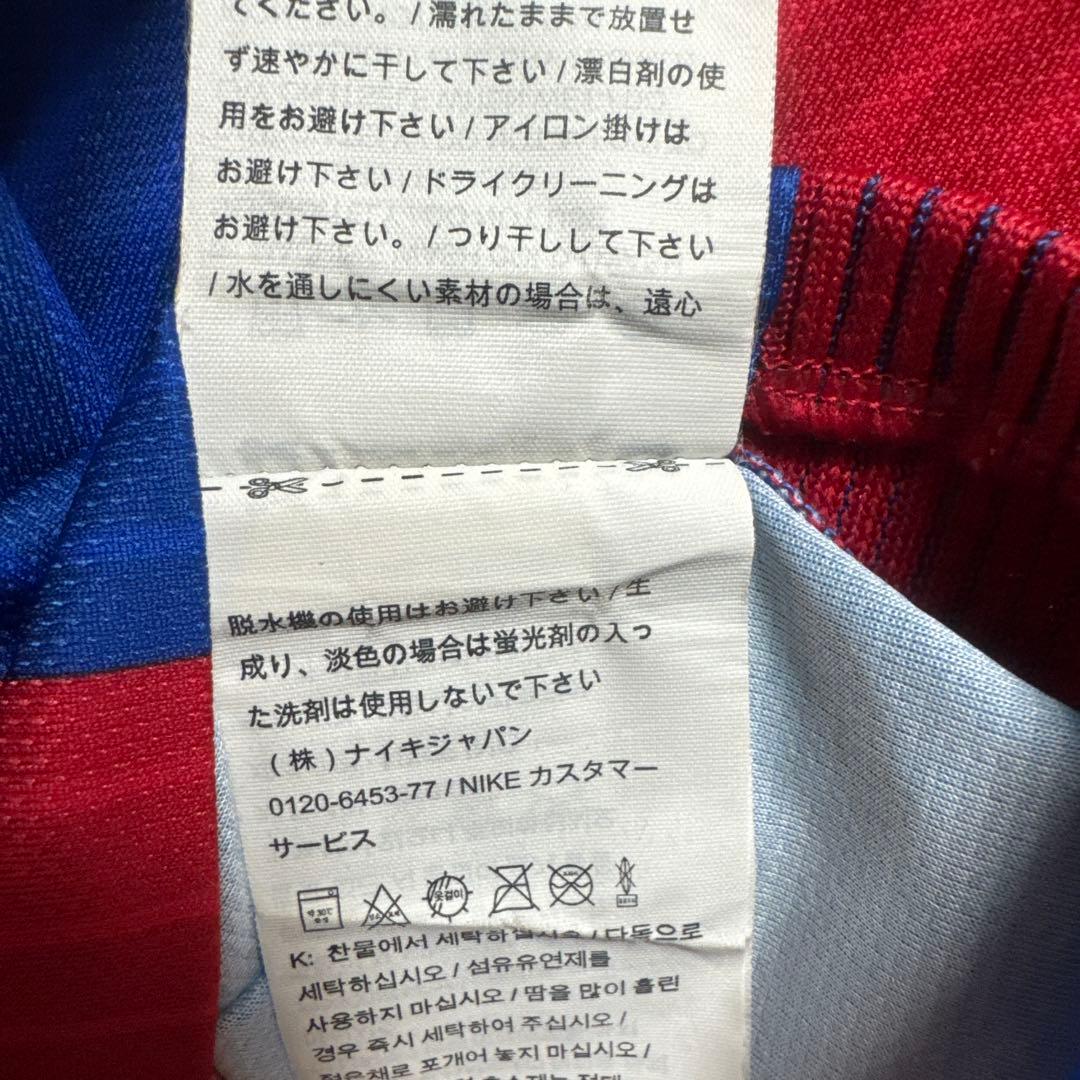 てください。/ 濡れたままで放置せ
ず速やかに干して下さい / 漂白剤の使
用をお避け下さい / アイロン掛けは
お避け下さい / ドライクリーニングは
お避け下さい。/ つり干しして下さい
/ 水を通しにくい素材の場合は、遠心
脱水機の使用はお避け下さい / 生
成り、淡色の場合は蛍光剤の入っ
た洗剤は使用しないで下さい
(株) ナイキジャパン
0120-6453-77 / NIKE カスタマー
サービス
약 30℃ 옷걸이
K: 찬물에서 세탁하십시오 / 단독으로
세탁하십시오 / 섬유유연제를
사용하지 마십시오 / 땀을 많이 흘린
경우 즉시 세탁하여 주십시오 /
젖은채로 포개어 놓지 마십시오 /